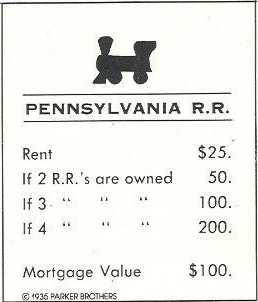 PENNSYLVANIA R.R.
Rent $25.
If 2 R.R.'s are owned 50.
If 3 " " " 100.
If 4 " " " 200.
Mortgage Value $100.
© 1935 PARKER BROTHERS